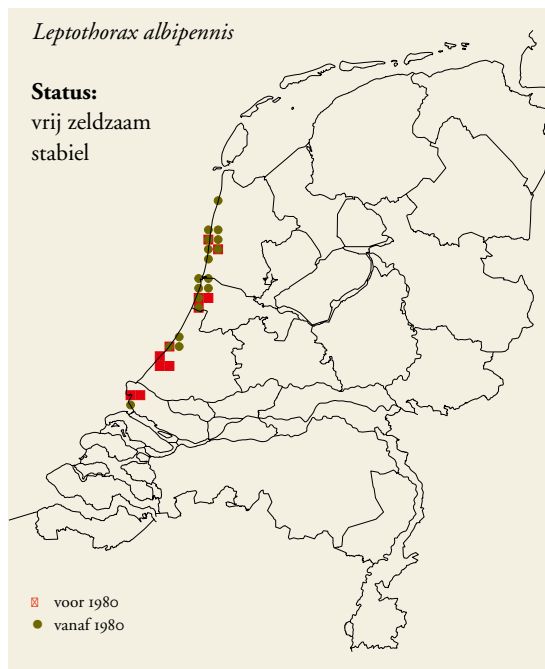 Leptothorax albipennis
Status:
vrij zeldzaam
stabiel
voor 1980
vanaf 1980